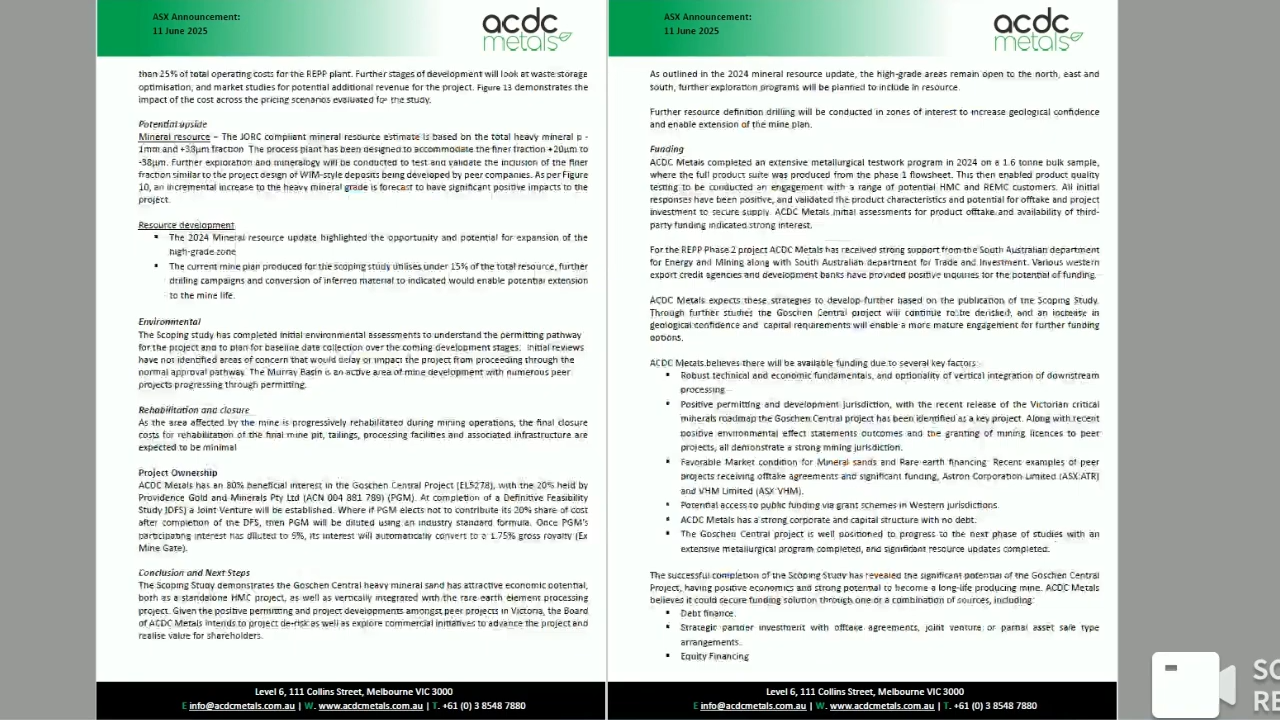 ASX Announcement:
11 June 2025
acdc
metals
than 25% of total operating costs for the REPP plant. Further stages of development will look at waste storage
optimisation, and market studies for potential additional revenue for the project. Figure 13 demonstrates the
impact of the cost across the pricing scenarios evaluated for the study.
Potential upside
Mineral resource – The JORC compliant mineral resource estimate is based on the total heavy mineral p -
1mm and +38µm fraction. The process plant has been designed to accommodate the finer fraction +20µm to
-38µm. Further exploration and mineralogy will be conducted to test and validate the inclusion of the finer
fraction similar to the project design of WIM-style deposits being developed by peer companies. As per Figure
10, an incremental increase to the heavy mineral grade is forecast to have significant positive impacts to the
project.
Resource development
▪ The 2024 Mineral resource update highlighted the opportunity and potential for expansion of the
high-grade zone
▪ The current mine plan produced for the scoping study utilises under 15% of the total resource, further
drilling campaigns and conversion of inferred material to indicated would enable potential extension
to the mine life.
Environmental
The Scoping study has completed initial environmental assessments to understand the permitting pathway
for the project and to plan for baseline date collection over the coming development stages. Initial reviews
have not identified areas of concern that would delay or impact the project from proceeding through the
normal approval pathway. The Murray Basin is an active area of mine development with numerous peer
projects progressing through permitting.
Rehabilitation and closure
As the area affected by the mine is progressively rehabilitated during mining operations, the final closure
costs for rehabilitation of the final mine pit, tailings, processing facilities and associated infrastructure are
expected to be minimal
Project Ownership
ACDC Metals has an 80% beneficial interest in the Goschen Central Project (EL5278), with the 20% held by
Providence Gold and Minerals Pty Ltd (ACN 004 881 789) (PGM). At completion of a Definitive Feasibility
Study (DFS) a Joint Venture will be established. Where if PGM elects not to contribute its 20% share of cost
after completion of the DFS, then PGM will be diluted using an industry standard formula. Once PGM's
participating interest has diluted to 5%, its interest will automatically convert to a 1.75% gross royalty (Ex
Mine Gate).
Conclusion and Next Steps
The Scoping Study demonstrates the Goschen Central heavy mineral sand has attractive economic potential,
both as a standalone HMC project, as well as vertically integrated with the rare earth element processing
project. Given the positive permitting and project developments amongst peer projects in Victoria, the Board
of ACDC Metals intends to project de-risk as well as explore commercial initiatives to advance the project and
realise value for shareholders.
Level 6, 111 Collins Street, Melbourne VIC 3000
E info@acdcmetals.com.au | W. www.acdcmetals.com.au | T. +61 (0) 3 8548 7880
ASX Announcement:
11 June 2025
acdc
metals
As outlined in the 2024 mineral resource update, the high-grade areas remain open to the north, east and
south, further exploration programs will be planned to include in resource.
Further resource definition drilling will be conducted in zones of interest to increase geological confidence
and enable extension of the mine plan.
Funding
ACDC Metals completed an extensive metallurgical testwork program in 2024 on a 1.6 tonne bulk sample,
where the full product suite was produced from the phase 1 flowsheet. This then enabled product quality
testing to be conducted an engagement with a range of potential HMC and REMC customers. All initial
responses have been positive, and validated the product characteristics and potential for offtake and project
investment to secure supply. ACDC Metals initial assessments for product offtake and availability of third-
party funding indicated strong interest.
For the REPP Phase 2 project ACDC Metals has received strong support from the South Australian department
for Energy and Mining along with South Australian department for Trade and Investment. Various western
export credit agencies and development banks have provided positive inquiries for the potential of funding.
ACDC Metals expects these strategies to develop further based on the publication of the Scoping Study.
Through further studies the Goschen Central project will continue to be derisked, and an increase in
geological confidence and capital requirements will enable a more mature engagement for further funding
options.
ACDC Metals believes there will be available funding due to several key factors:
▪ Robust technical and economic fundamentals, and optionality of vertical integration of downstream
processing
▪ Positive permitting and development jurisdiction, with the recent release of the Victorian critical
minerals roadmap the Goschen Central project has been identified as a key project. Along with recent
positive environmental effect statements outcomes and the granting of mining licences to peer
projects, all demonstrate a strong mining jurisdiction.
▪ Favorable Market condition for Mineral sands and Rare earth financing. Recent examples of peer
projects receiving offtake agreements and significant funding, Astron Corporation Limited (ASX:ATR)
and VHM Limited (ASX:VHM).
▪ Potential access to public funding via grant schemes in Western jurisdictions.
▪ ACDC Metals has a strong corporate and capital structure with no debt.
▪ The Goschen Central project is well positioned to progress to the next phase of studies with an
extensive metallurgical program completed, and significant resource updates completed.
The successful completion of the Scoping Study has revealed the significant potential of the Goschen Central
Project, having positive economics and strong potential to become a long-life producing mine. ACDC Metals
believes it could secure funding solution through one or a combination of sources, including:
▪ Debt finance.
▪ Strategic partner investment with offtake agreements, joint venture or partial asset sale type
arrangements.
▪ Equity Financing
Level 6, 111 Collins Street, Melbourne VIC 3000
E info@acdcmetals.com.au | W. www.acdcmetals.com.au | T. +61 (0) 3 8548 7880
SC
RE